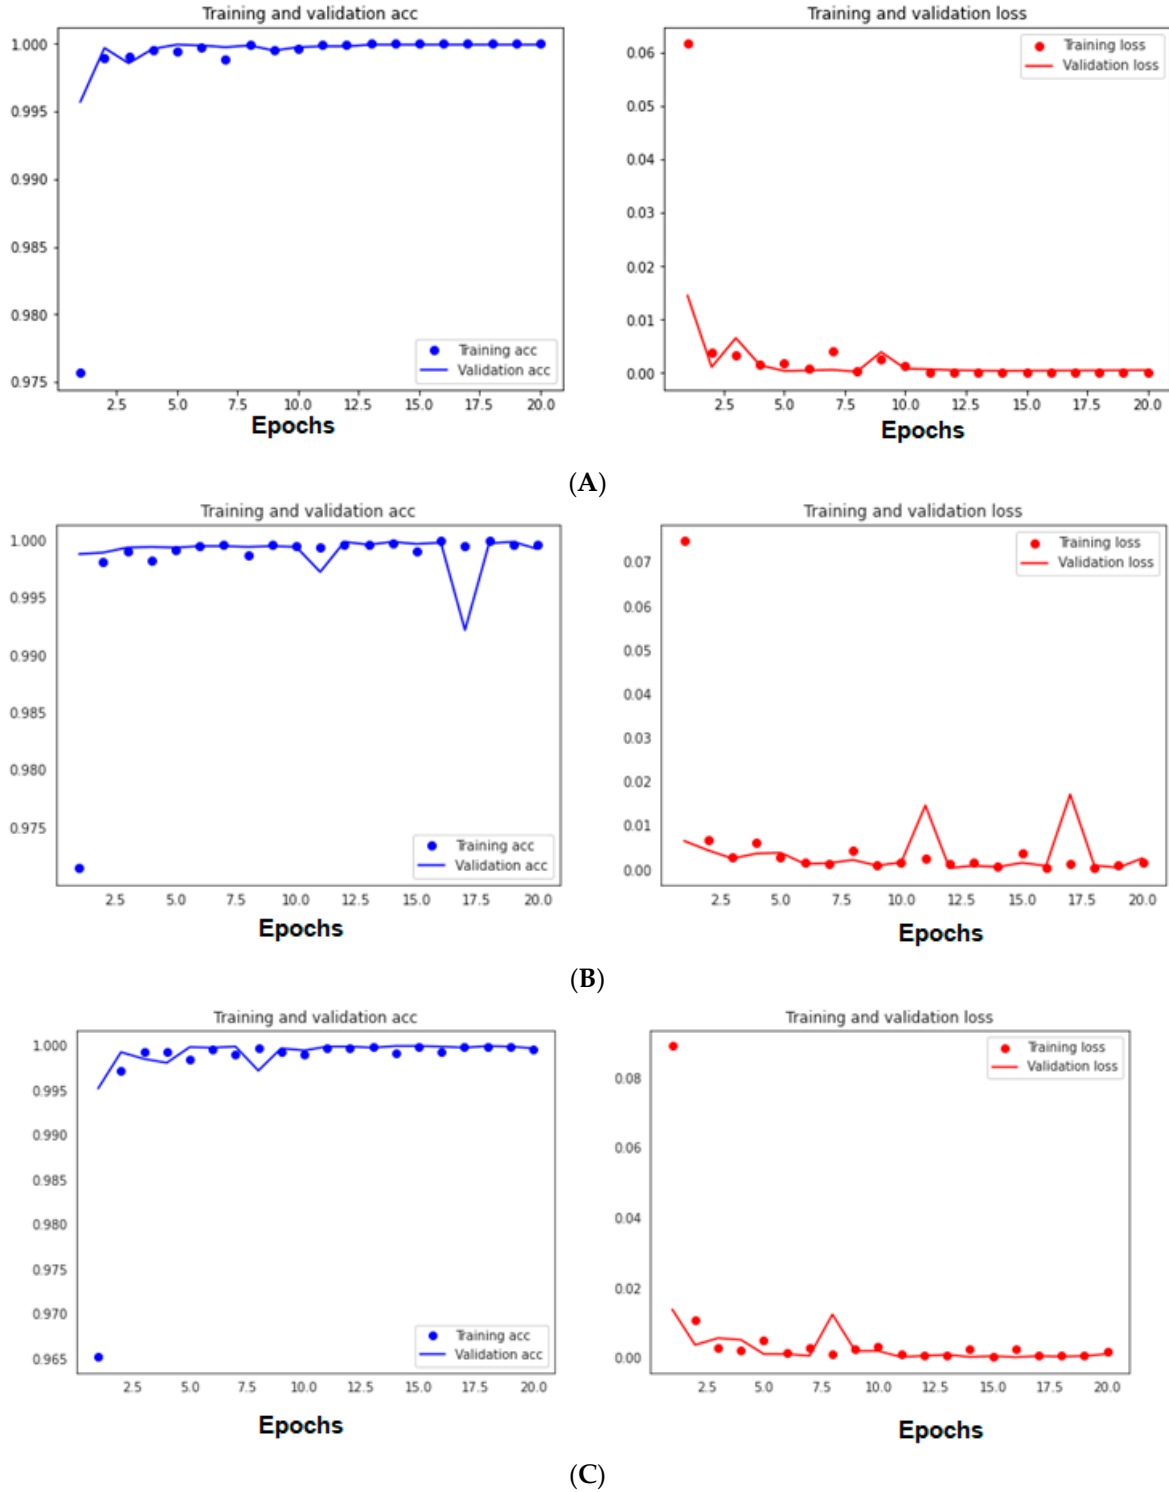 Training and validation acc
1.000
0.995
0.990
0.985
0.980
0.975
Training acc
Validation acc
2.5 5.0 7.5 10.0 12.5 15.0 17.5 20.0
Epochs
Training and validation loss
0.06
0.05
0.04
0.03
0.02
0.01
0.00
Training loss
Validation loss
2.5 5.0 7.5 10.0 12.5 15.0 17.5 20.0
Epochs
(A)
Training and validation acc
1.000
0.995
0.990
0.985
0.980
0.975
Training acc
Validation acc
2.5 5.0 7.5 10.0 12.5 15.0 17.5 20.0
Epochs
Training and validation loss
0.07
0.06
0.05
0.04
0.03
0.02
0.01
0.00
Training loss
Validation loss
2.5 5.0 7.5 10.0 12.5 15.0 17.5 20.0
Epochs
(B)
Training and validation acc
1.000
0.995
0.990
0.985
0.980
0.975
0.970
0.965
Training acc
Validation acc
2.5 5.0 7.5 10.0 12.5 15.0 17.5 20.0
Epochs
Training and validation loss
0.08
0.06
0.04
0.02
0.00
Training loss
Validation loss
2.5 5.0 7.5 10.0 12.5 15.0 17.5 20.0
Epochs
(C)